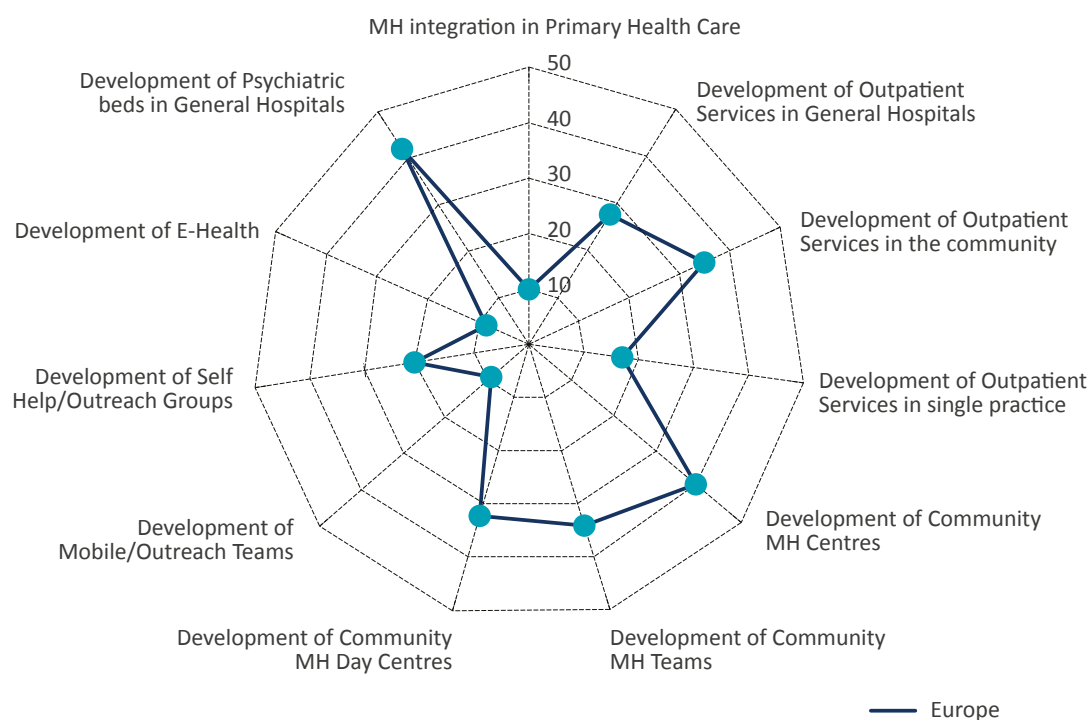 MH integration in Primary Health Care
50
40
30
20
10
Development of Outpatient
Services in General Hospitals
Development of Outpatient
Services in the community
Development of Outpatient
Services in single practice
Development of Community
MH Centres
Development of Community
MH Teams
Development of Community
MH Day Centres
Development of
Mobile/Outreach Teams
Development of Self
Help/Outreach Groups
Development of E-Health
Development of Psychiatric
beds in General Hospitals
Europe